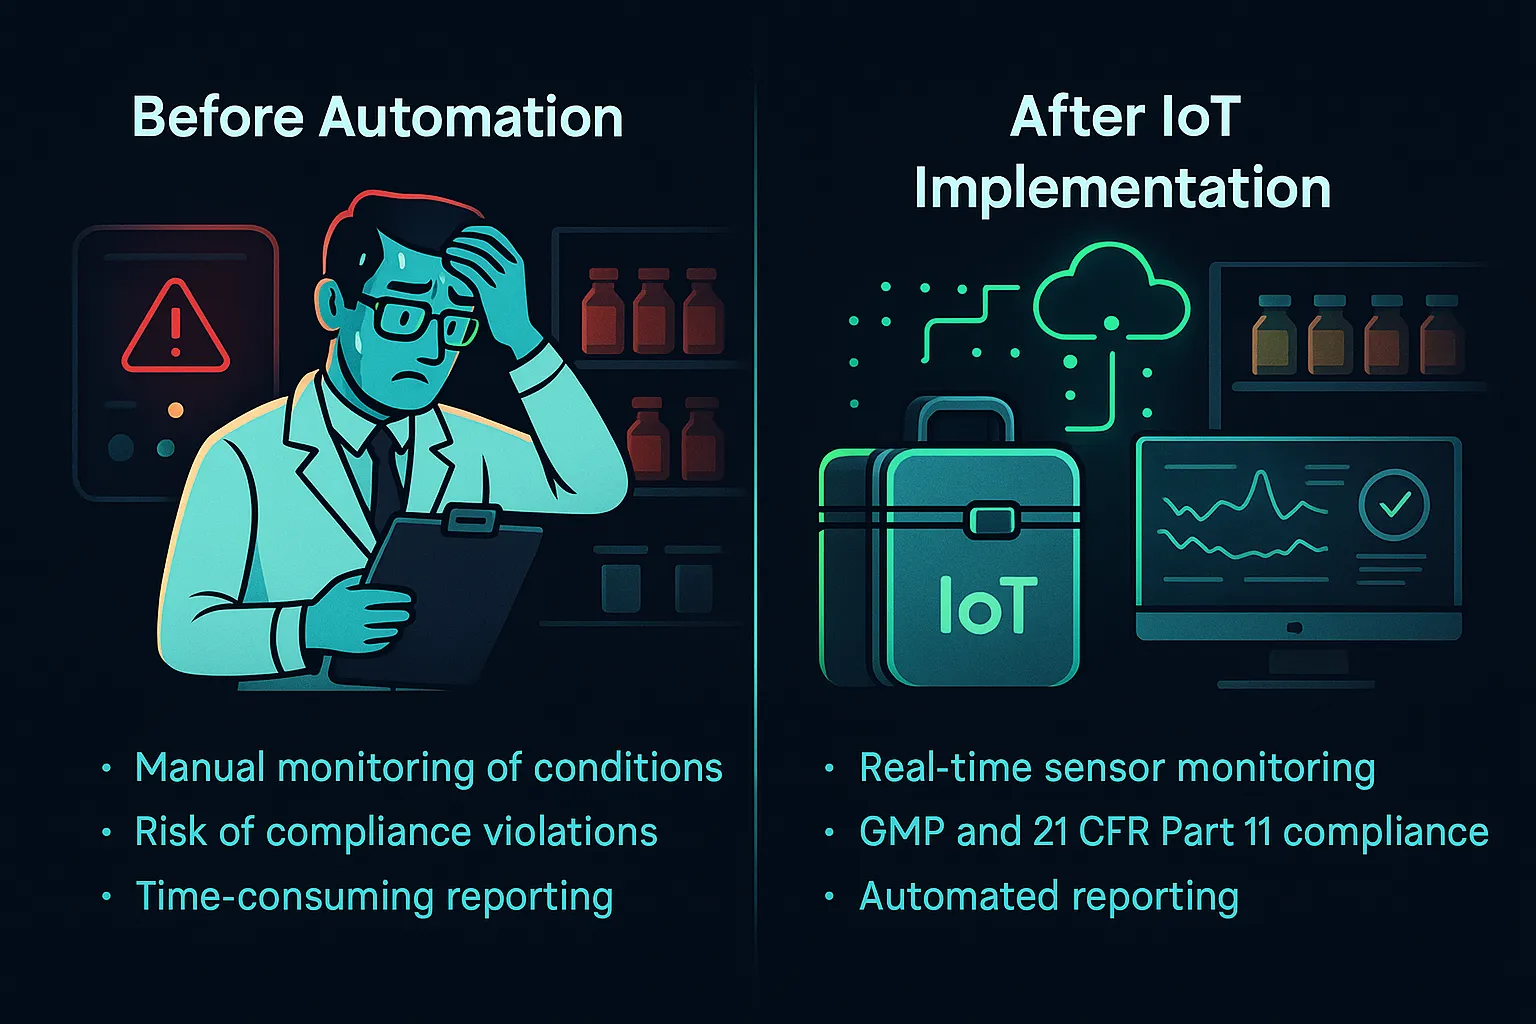 Before Automation
• Manual monitoring of conditions
• Risk of compliance violations
• Time-consuming reporting
After IoT
Implementation
IoT
• Real-time sensor monitoring
• GMP and 21 CFR Part 11 compliance
• Automated reporting